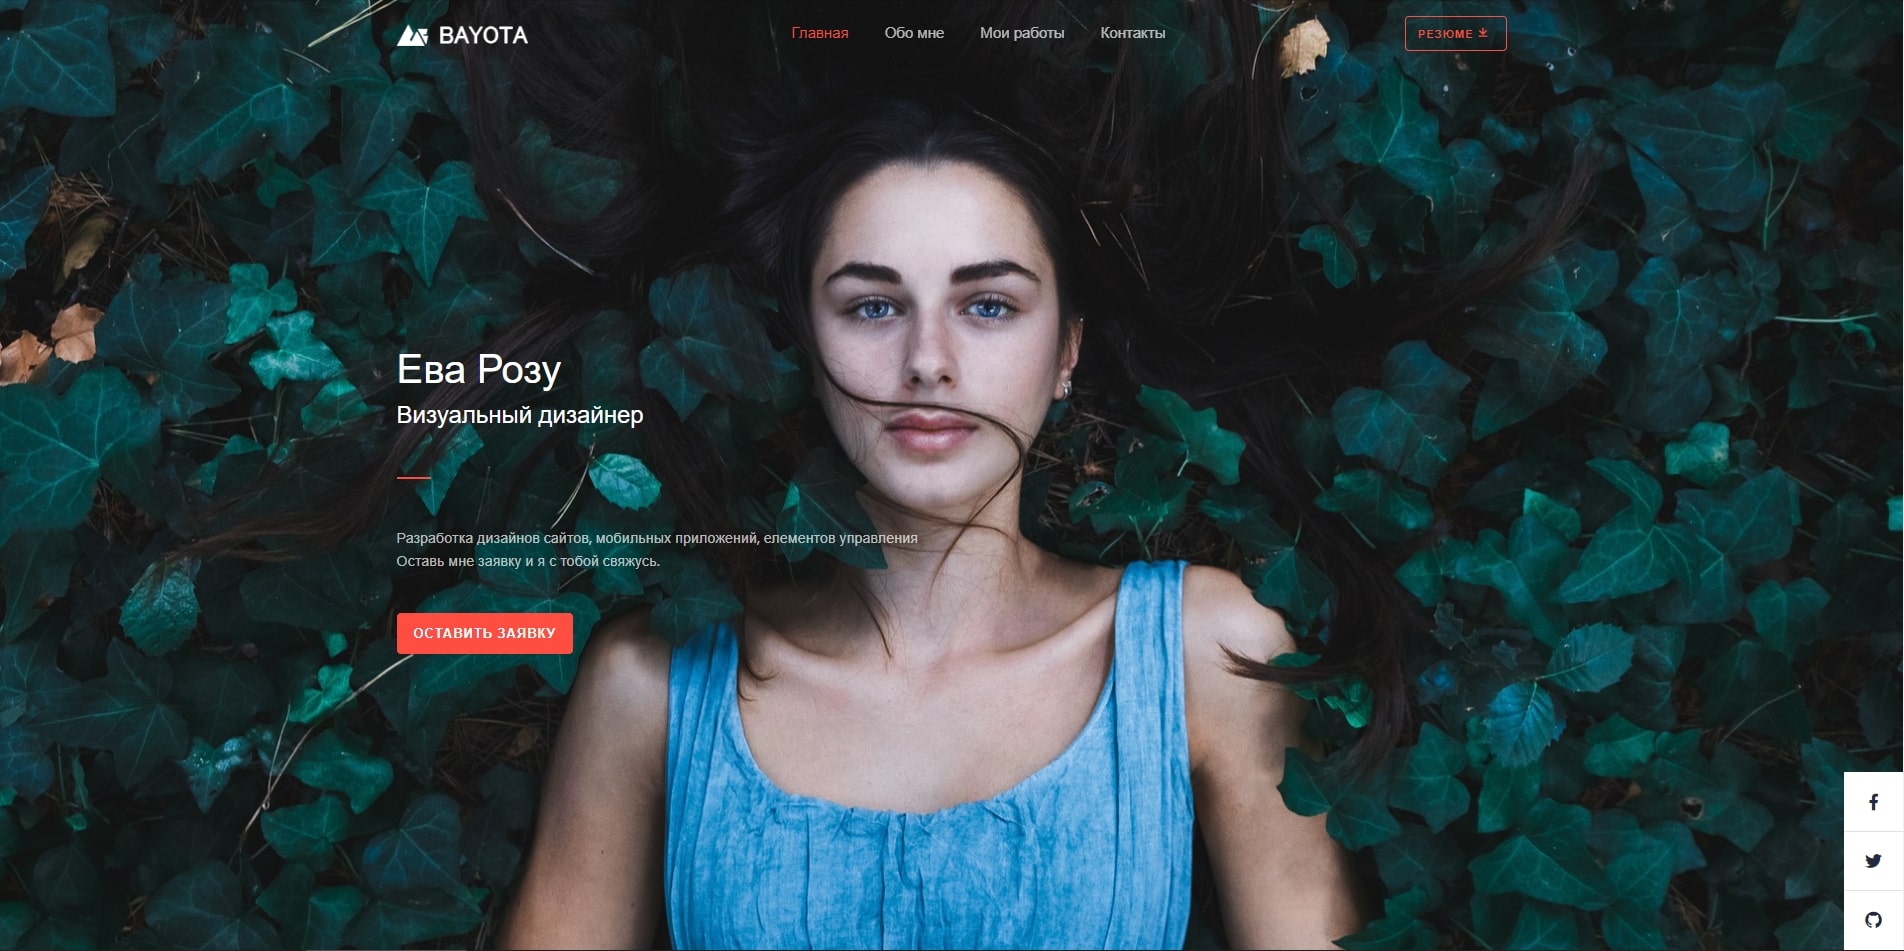 BAYOTA
Главная
Обо мне
Мои работы
Контакты
РЕЗЮМЕ
Ева Розу
Визуальный дизайнер
Разработка дизайнов сайтов, мобильных приложений, елементов управления
Оставь мне заявку и я с тобой свяжусь.
ОСТАВИТЬ ЗАЯВКУ